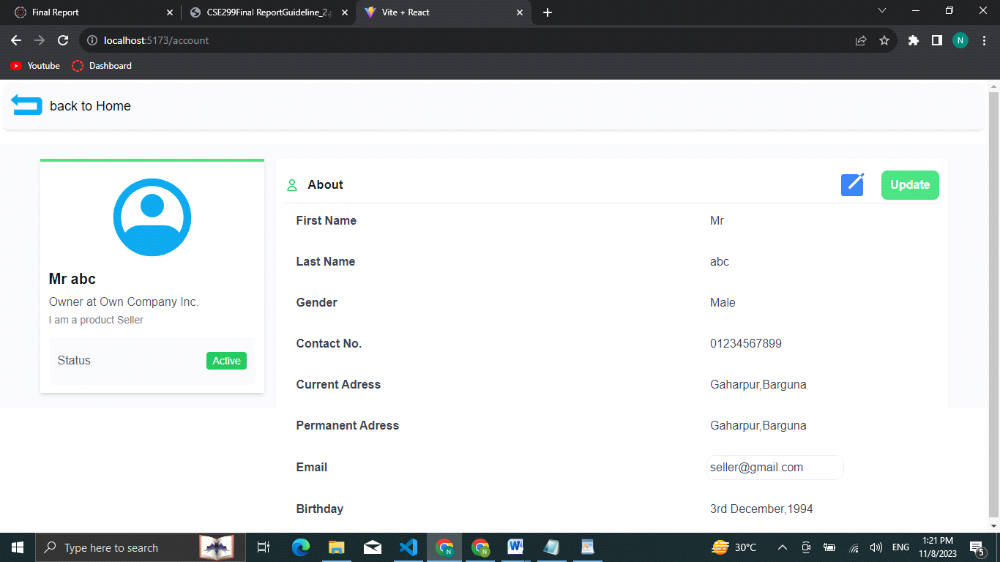 Final Report
CSE299Final ReportGuideline_2.p
Vite + React
localhost:5173/account
N
Youtube
Dashboard
back to Home
Mr abc
Owner at Own Company Inc.
I am a product Seller
Status Active
About
Update
First Name Mr
Last Name abc
Gender Male
Contact No. 01234567899
Current Adress Gaharpur,Barguna
Permanent Adress Gaharpur,Barguna
Email seller@gmail.com
Birthday 3rd December,1994
Type here to search
N
N
30°C
ENG
1:21 PM
11/8/2023
5